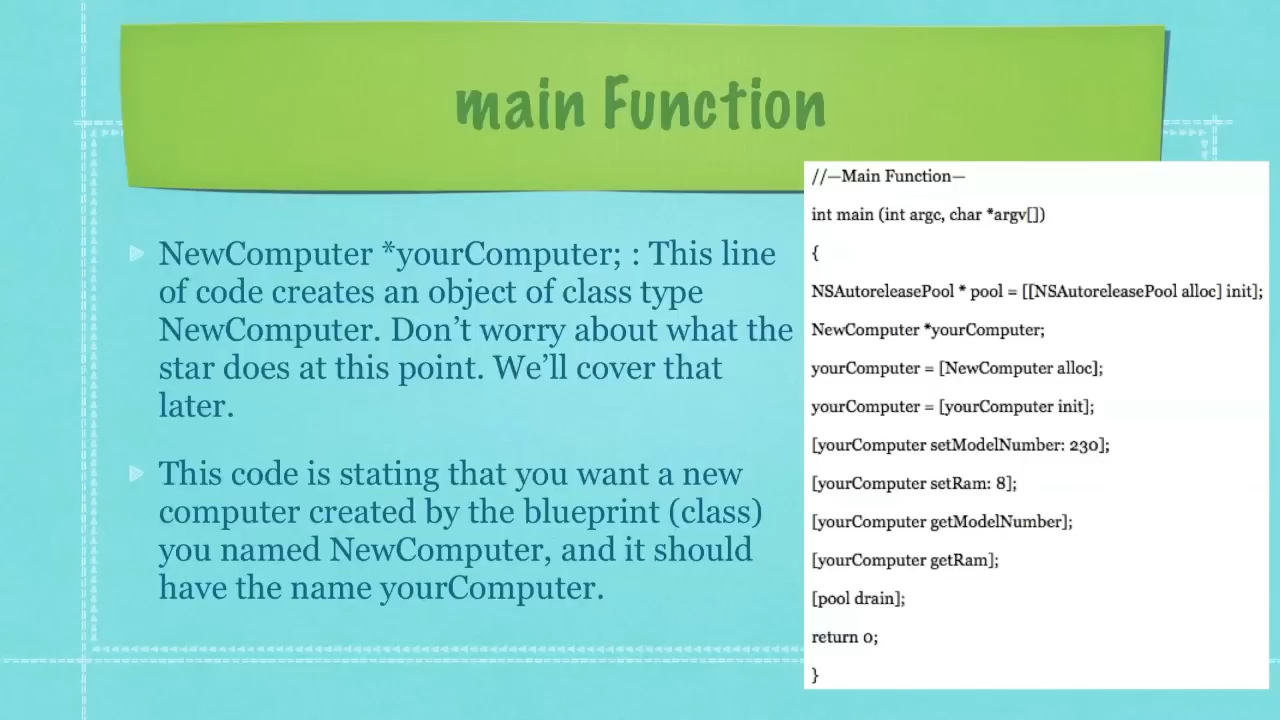 main Function
NewComputer *yourComputer; : This line
of code creates an object of class type
NewComputer. Don’t worry about what the
star does at this point. We’ll cover that
later.
This code is stating that you want a new
computer created by the blueprint (class)
you named NewComputer, and it should
have the name yourComputer.
//—Main Function—
int main (int argc, char *argv[])
{
NSAutoreleasePool * pool = [[NSAutoreleasePool alloc] init];
NewComputer *yourComputer;
yourComputer = [NewComputer alloc];
yourComputer = [yourComputer init];
[yourComputer setModelNumber: 230];
[yourComputer setRam: 8];
[yourComputer getModelNumber];
[yourComputer getRam];
[pool drain];
return 0;
}